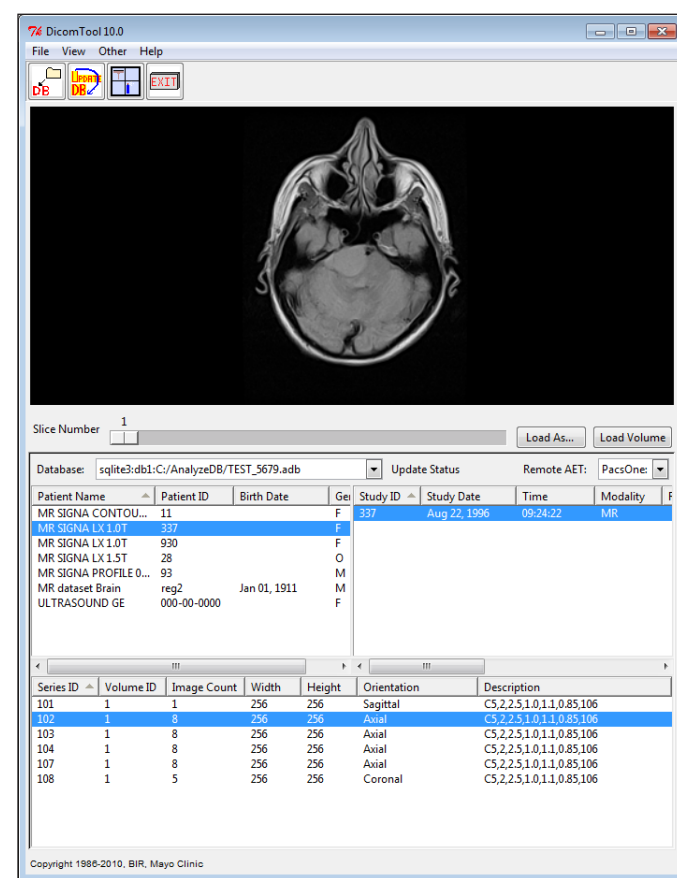 DicomTool 10.0
File View Other Help
DB UPDATE DB T EXIT
Slice Number 1 Load As... Load Volume
Database: sqlite3:db1:C:/AnalyzeDB/TEST_5679.adb Update Status Remote AET: PacsOne:
Patient Name Patient ID Birth Date Ge Study ID Study Date Time Modality
MR SIGNA CONTOU... 11 F 337 Aug 22, 1996 09:24:22 MR
MR SIGNA LX 1.0T 337 F
MR SIGNA LX 1.0T 930 F
MR SIGNA LX 1.5T 28 O
MR SIGNA PROFILE 0... 93 M
MR dataset Brain reg2 Jan 01, 1911 M
ULTRASOUND GE 000-00-0000 F
Series ID Volume ID Image Count Width Height Orientation Description
101 1 1 256 256 Sagittal C5,2,2.5,1.0,1.1,0.85,106
102 1 8 256 256 Axial C5,2,2.5,1.0,1.1,0.85,106
103 1 8 256 256 Axial C5,2,2.5,1.0,1.1,0.85,106
104 1 8 256 256 Axial C5,2,2.5,1.0,1.1,0.85,106
107 1 8 256 256 Axial C5,2,2.5,1.0,1.1,0.85,106
108 1 5 256 256 Coronal C5,2,2.5,1.0,1.1,0.85,106
Copyright 1986-2010, BIR, Mayo Clinic